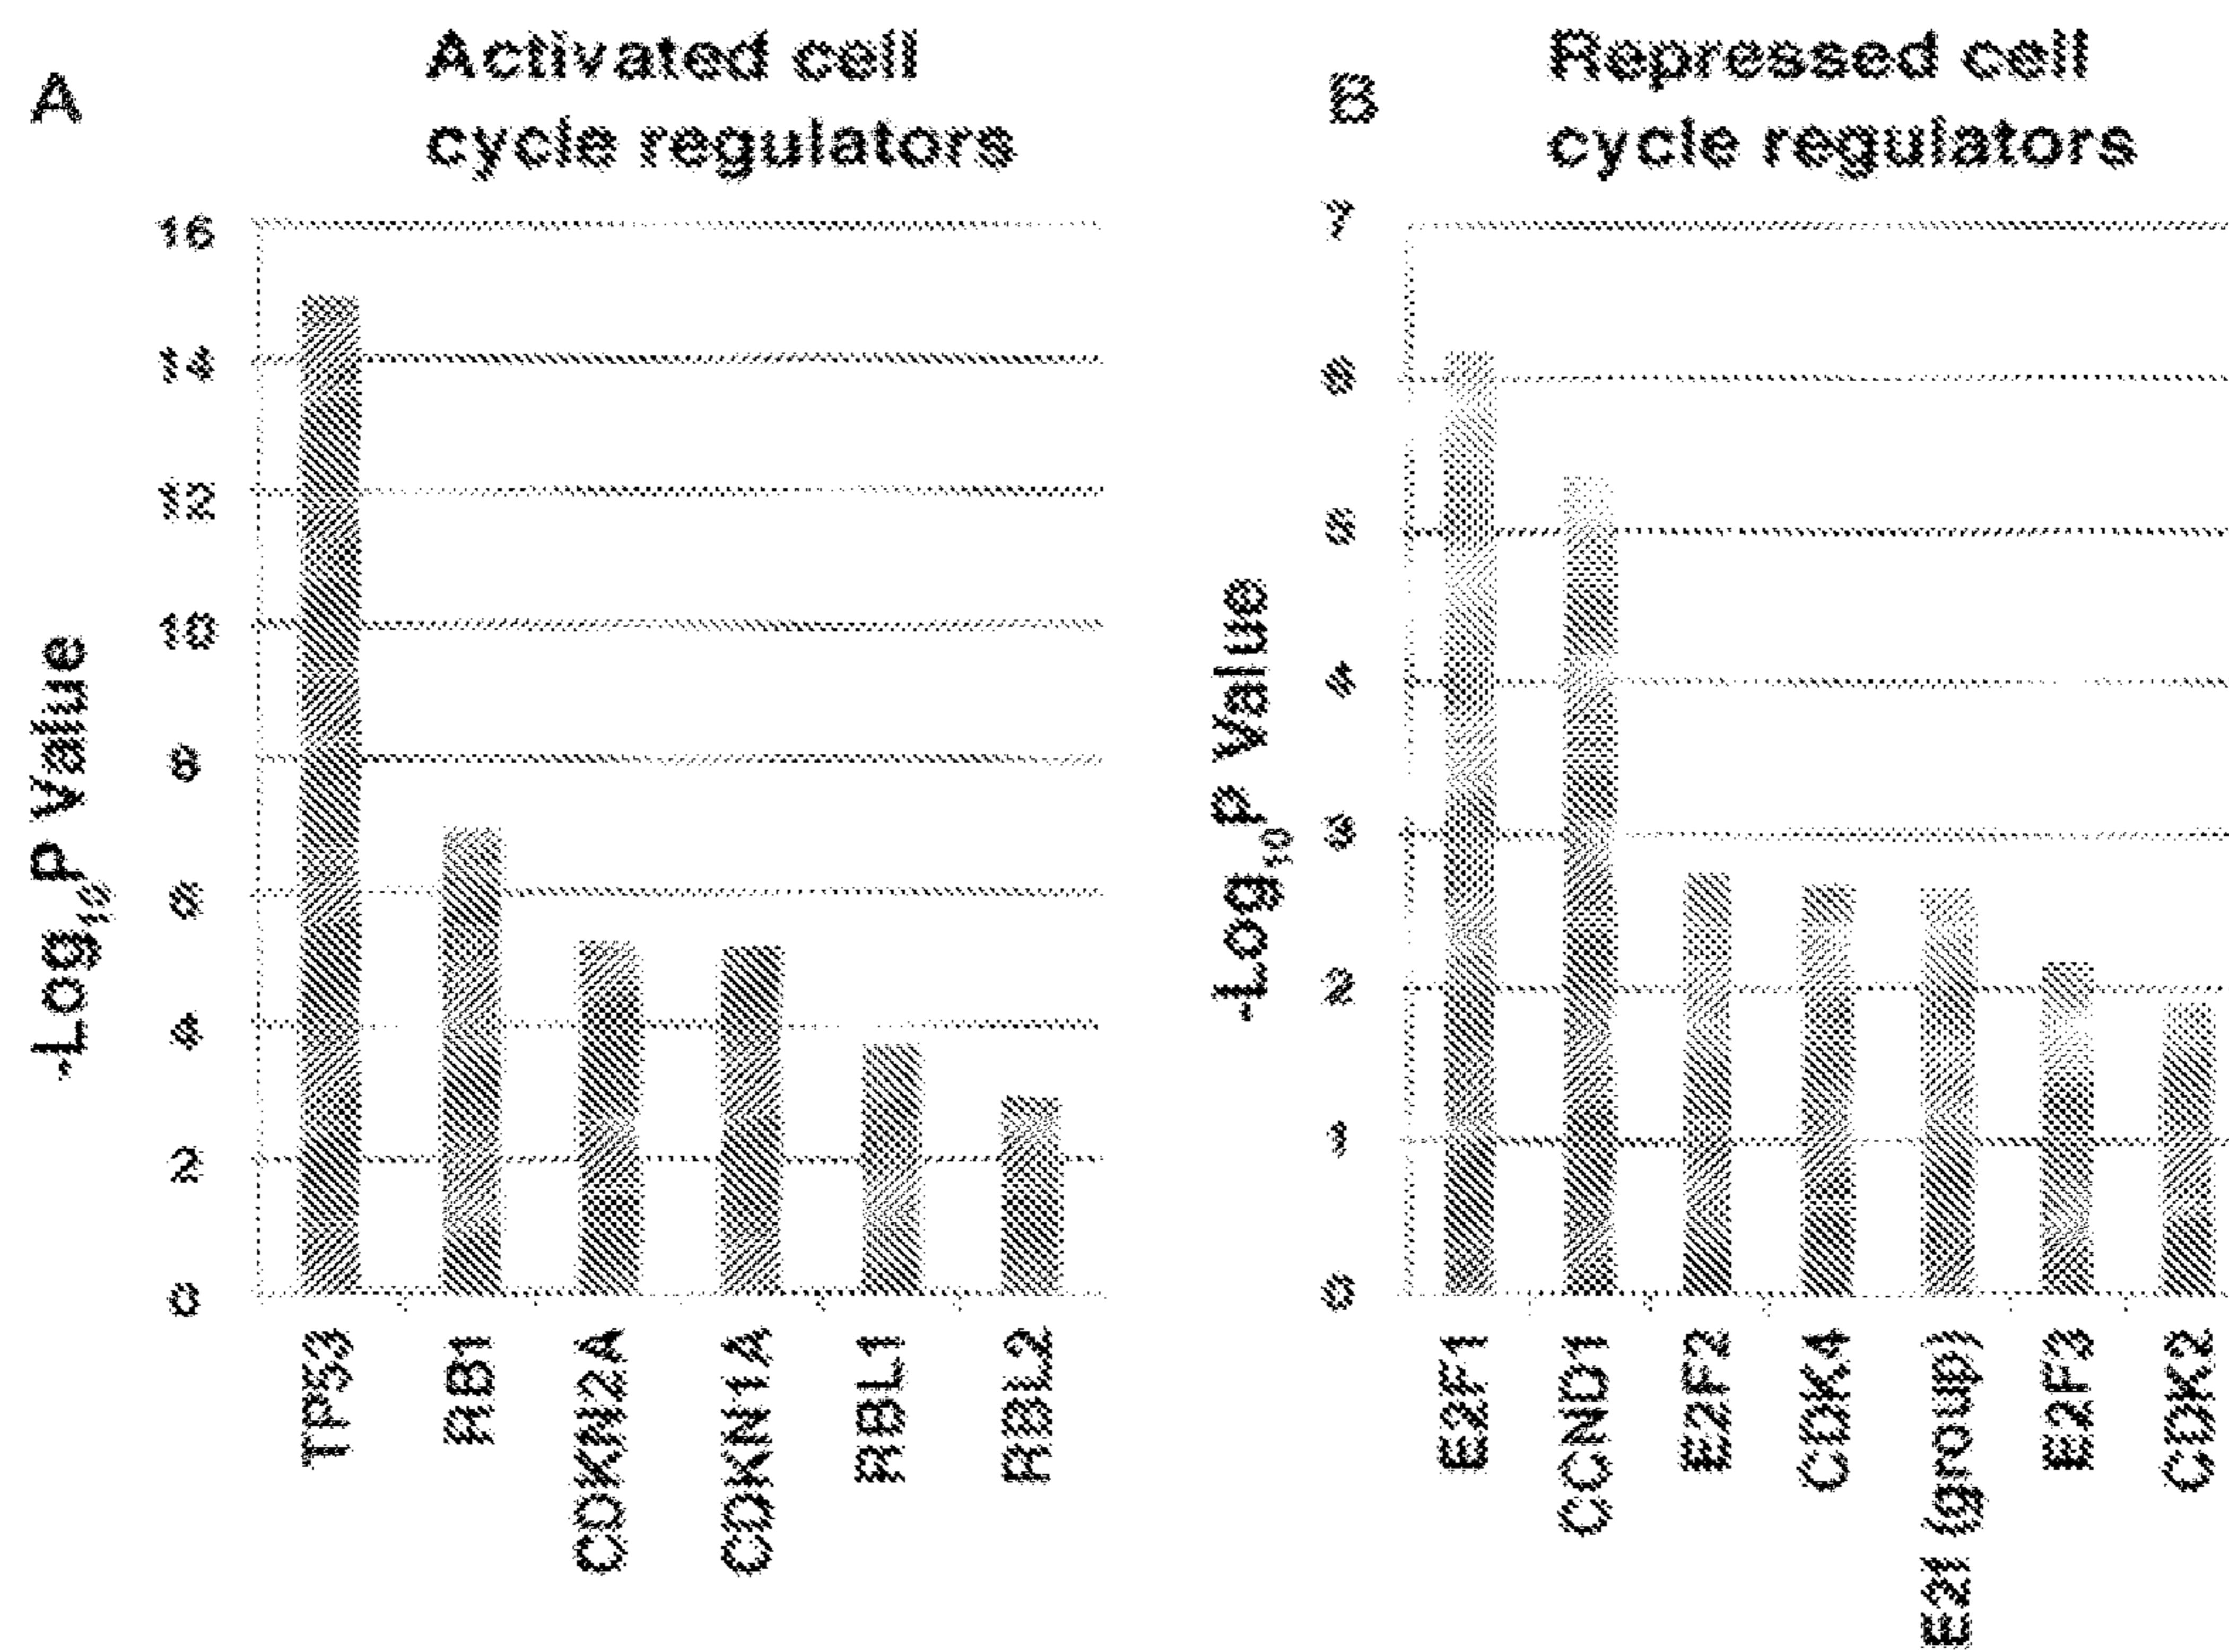 A
Activated cell
cycle regulators
16
14
12
10
8
6
4
2
0
-Log10 P Value
TP53
RB1
CDKN2A
CDKN1A
RBL1
RBL2
B
Repressed cell
cycle regulators
7
6
5
4
3
2
1
0
-Log10 P Value
E2F1
CCND1
E2F2
CDK4
E2f (group)
E2F3
CDK2